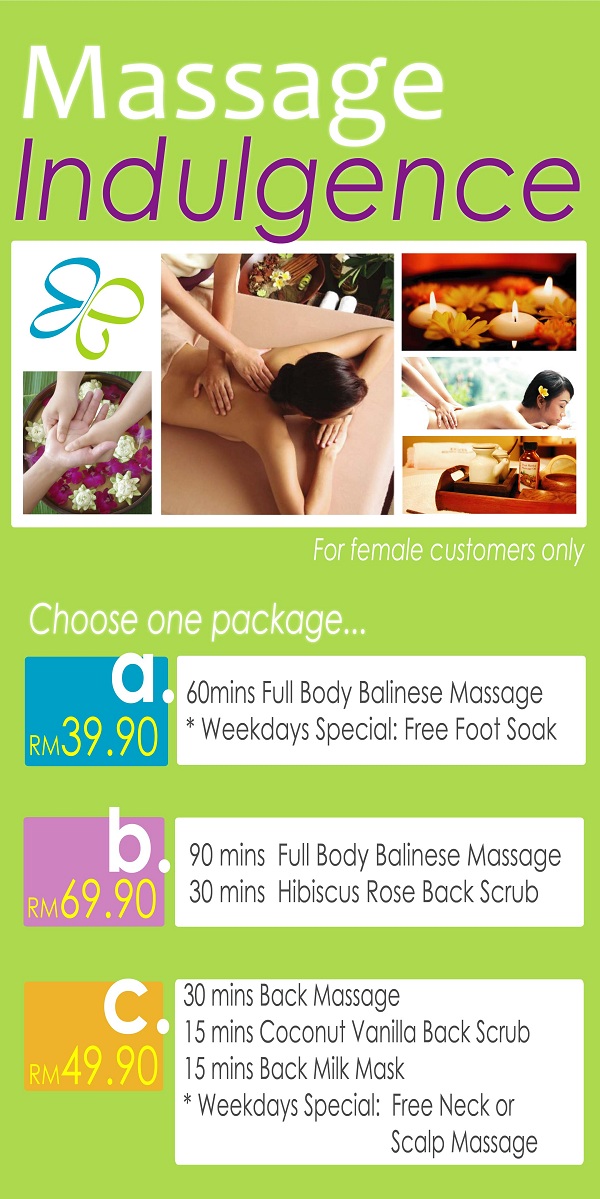 Massage
Indulgence
For female customers only
Choose one package...
a.
RM39.90
60mins Full Body Balinese Massage
* Weekdays Special: Free Foot Soak
b.
RM69.90
90 mins Full Body Balinese Massage
30 mins Hibiscus Rose Back Scrub
c.
RM49.90
30 mins Back Massage
15 mins Coconut Vanilla Back Scrub
15 mins Back Milk Mask
* Weekdays Special: Free Neck or
Scalp Massage